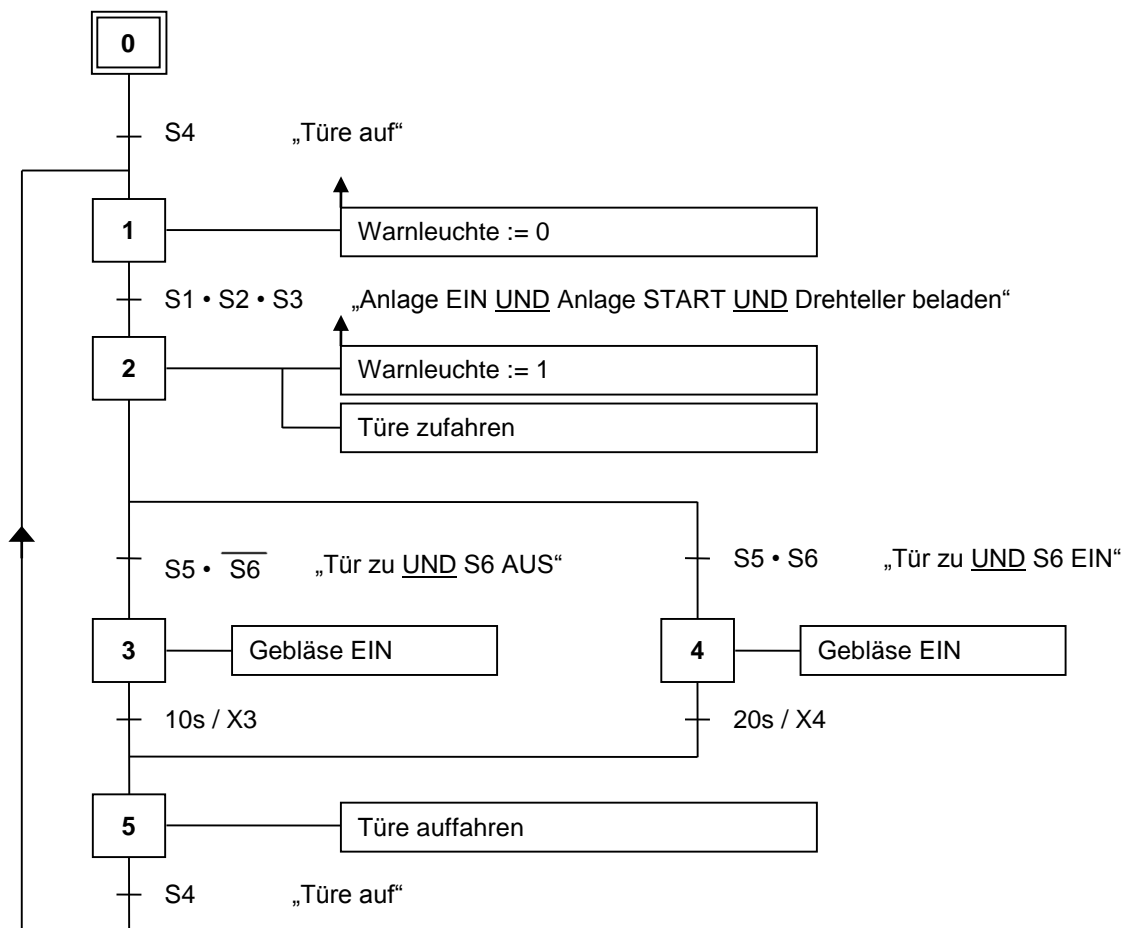 0
S4 „Türe auf“
1 Warnleuchte := 0
S1 • S2 • S3 „Anlage EIN UND Anlage START UND Drehteller beladen“
2 Warnleuchte := 1
Türe zufahren
S5 • S̅6̅ „Tür zu UND S6 AUS“ S5 • S6 „Tür zu UND S6 EIN“
3 Gebläse EIN 4 Gebläse EIN
10s / X3 20s / X4
5 Türe auffahren
S4 „Türe auf“